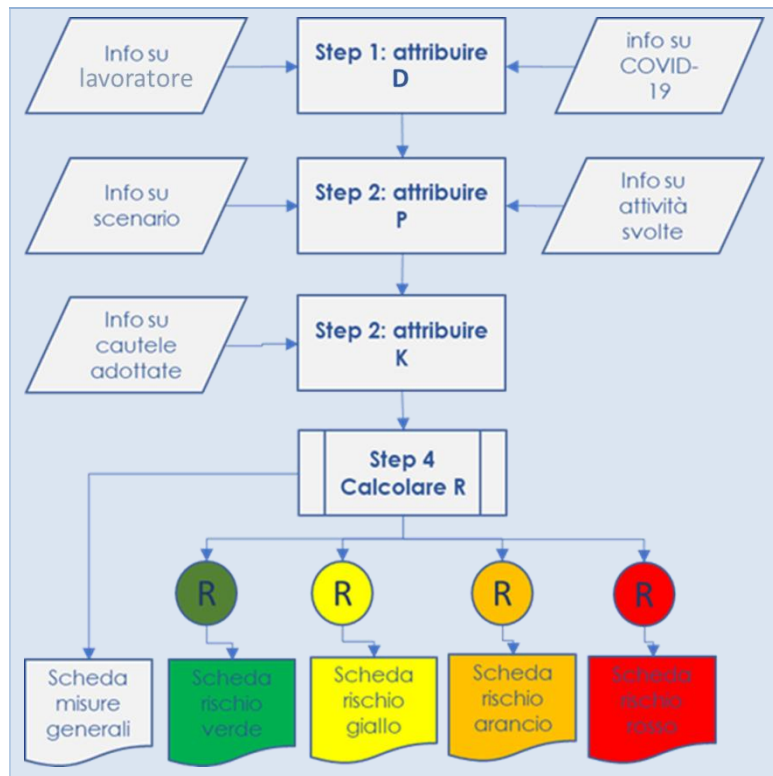 Info su
lavoratore
Step 1: attribuire
D
info su
COVID-
19
Info su
scenario
Step 2: attribuire
P
Info su
attività
svolte
Info su
cautele
adottate
Step 2: attribuire
K
Step 4
Calcolare R
R
R
R
R
Scheda
misure
generali
Scheda
rischio
verde
Scheda
rischio
giallo
Scheda
rischio
arancio
Scheda
rischio
rosso